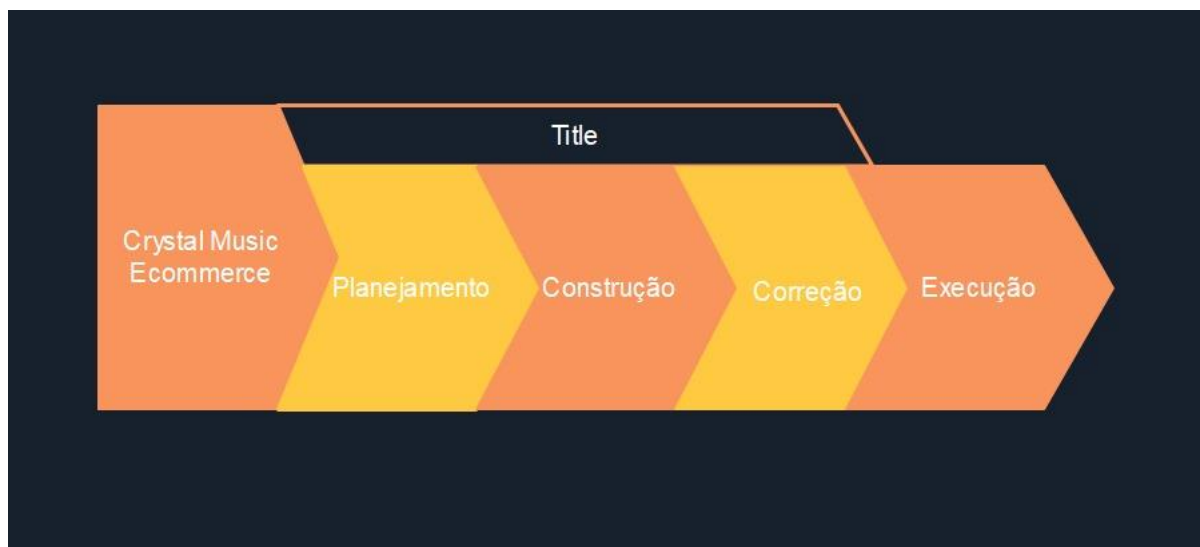 Title
Crystal Music
Ecommerce
Planejamento
Construção
Correção
Execução